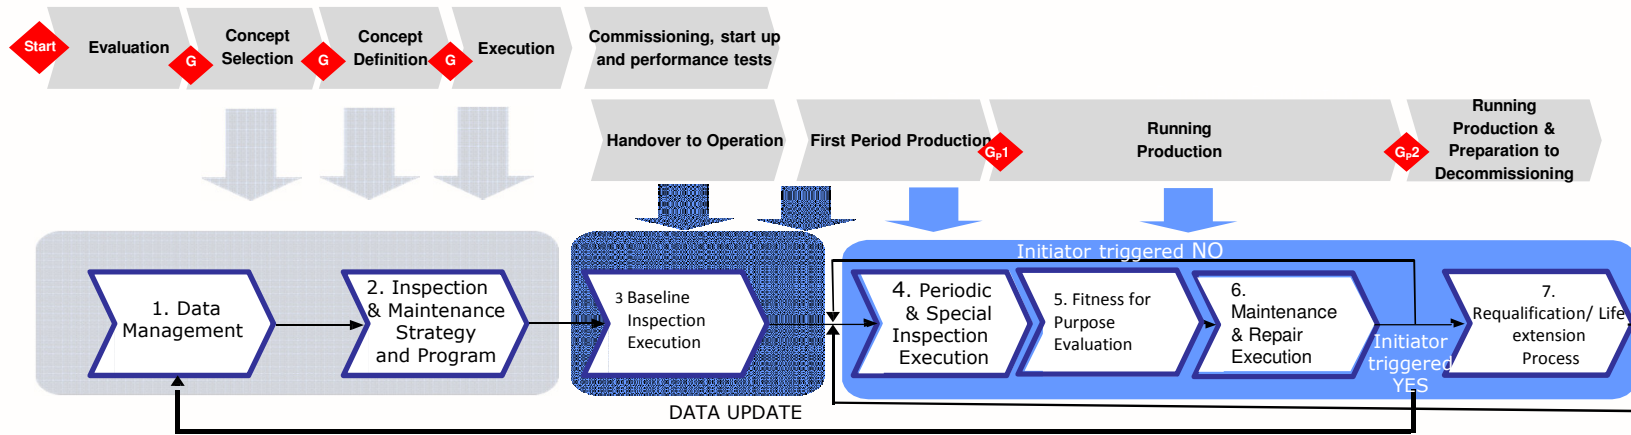 Start
Evaluation
G
Concept
Selection
G
Concept
Definition
G
Execution
Commissioning, start up
and performance tests
Handover to Operation
First Period Production
GP1
Running
Production
GP2
Running
Production &
Preparation to
Decommissioning
Initiator triggered NO
1. Data
Management
2. Inspection
& Maintenance
Strategy
and Program
3 Baseline
Inspection
Execution
4. Periodic
& Special
Inspection
Execution
5. Fitness for
Purpose
Evaluation
6.
Maintenance
& Repair
Execution
Initiator
triggered
YES
7.
Requalification/ Life
extension
Process
DATA UPDATE